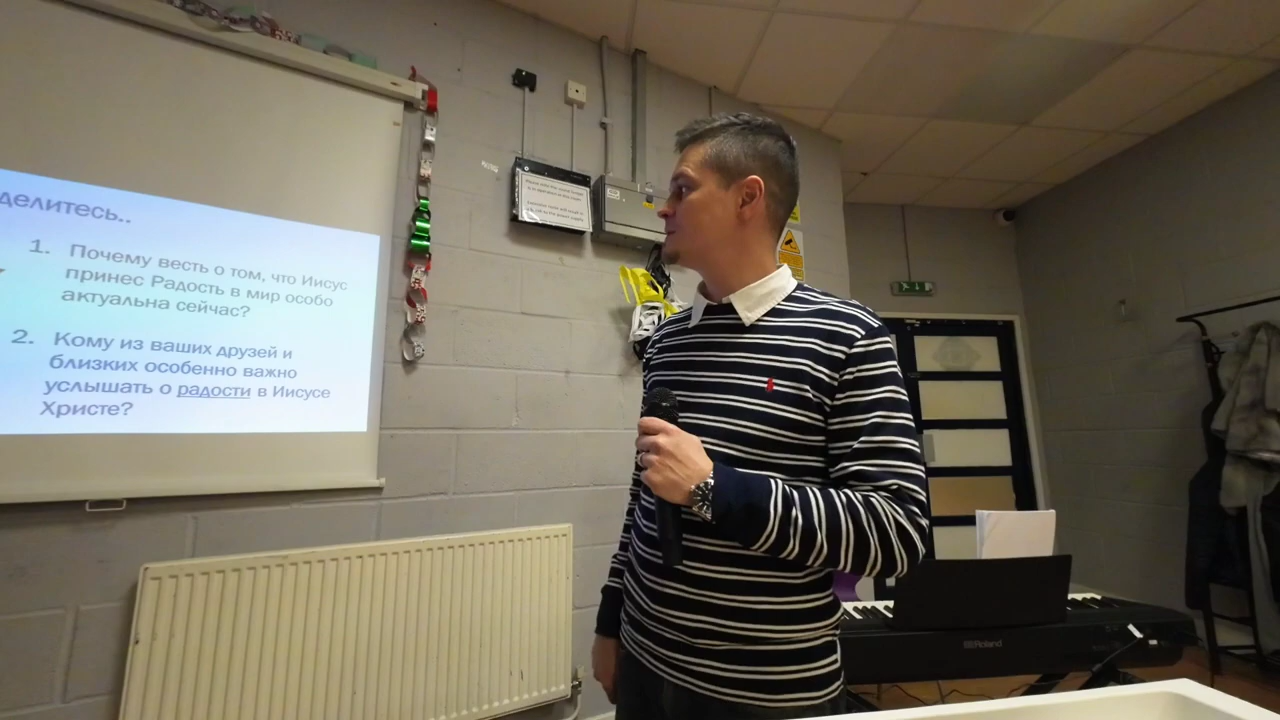 делитесь..
1. Почему весть о том, что Иисус
принес Радость в мир особо
актуальна сейчас?
2. Кому из ваших друзей и
близких особенно важно
услышать о радости в Иисусе
Христе?
Roland